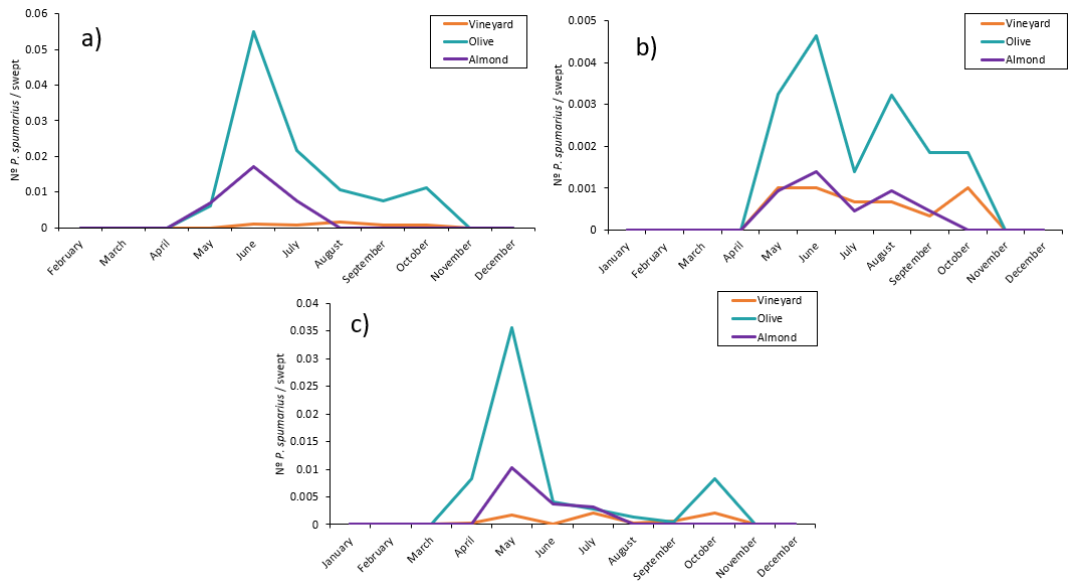 a)
Vineyard
Olive
Almond
Nº P. spumarius / swept
0.06
0.05
0.04
0.03
0.02
0.01
0
February
March
April
May
June
July
August
September
October
November
December
b)
Vineyard
Olive
Almond
Nº P. spumarius / swept
0.005
0.004
0.003
0.002
0.001
0
January
February
March
April
May
June
July
August
September
October
November
December
c)
Vineyard
Olive
Almond
Nº P. spumarius / swept
0.04
0.035
0.03
0.025
0.02
0.015
0.01
0.005
0
January
February
March
April
May
June
July
August
September
October
November
December